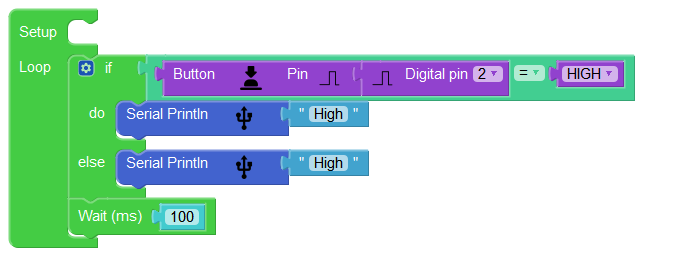 Setup
Loop if Button Pin Digital pin 2 = HIGH
do Serial Println " High "
else Serial Println " High "
Wait (ms) 100